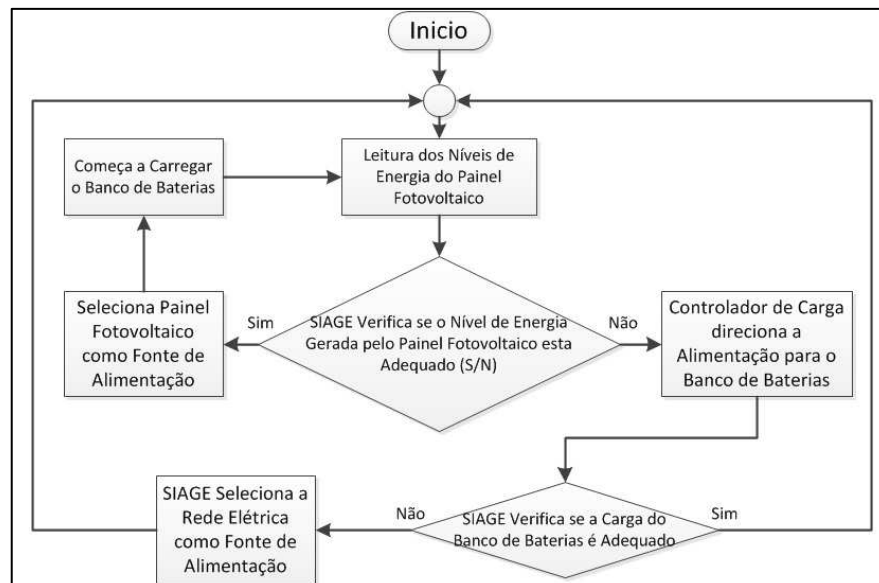 Inicio
Leitura dos Níveis de
Energia do Painel
Fotovoltaico
Começa a Carregar
o Banco de Baterias
Seleciona Painel
Fotovoltaico
como Fonte de
Alimentação
Sim
SIAGE Verifica se o Nível de Energia
Gerada pelo Painel Fotovoltaico esta
Adequado (S/N)
Não
Controlador de Carga
direciona a
Alimentação para o
Banco de Baterias
SIAGE Seleciona a
Rede Elétrica
como Fonte de
Alimentação
Não
SIAGE Verifica se a Carga do
Banco de Baterias é Adequado
Sim